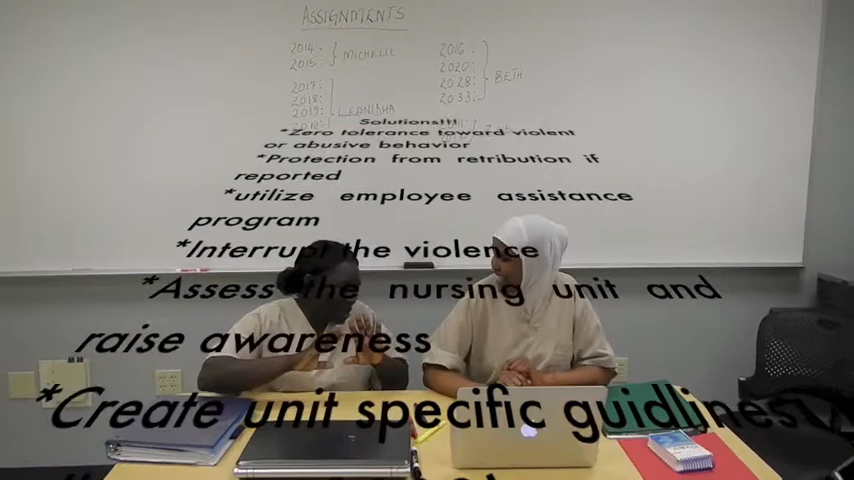 ASSIGNMENTS
2014: MICHELLE
2015:
2016
2020:
2028:
2033:
BETH
2017:
2018:
2019:
2012:
LEONIDHA
Solutions!!!
*Zero tolerance toward violent
or abusive behavior
*Protection from retribution if
reported
*utilize employee assistance
program
*Interrupt the violence
*Assess the nursing unit and
raise awareness
*Create unit specific guidlines